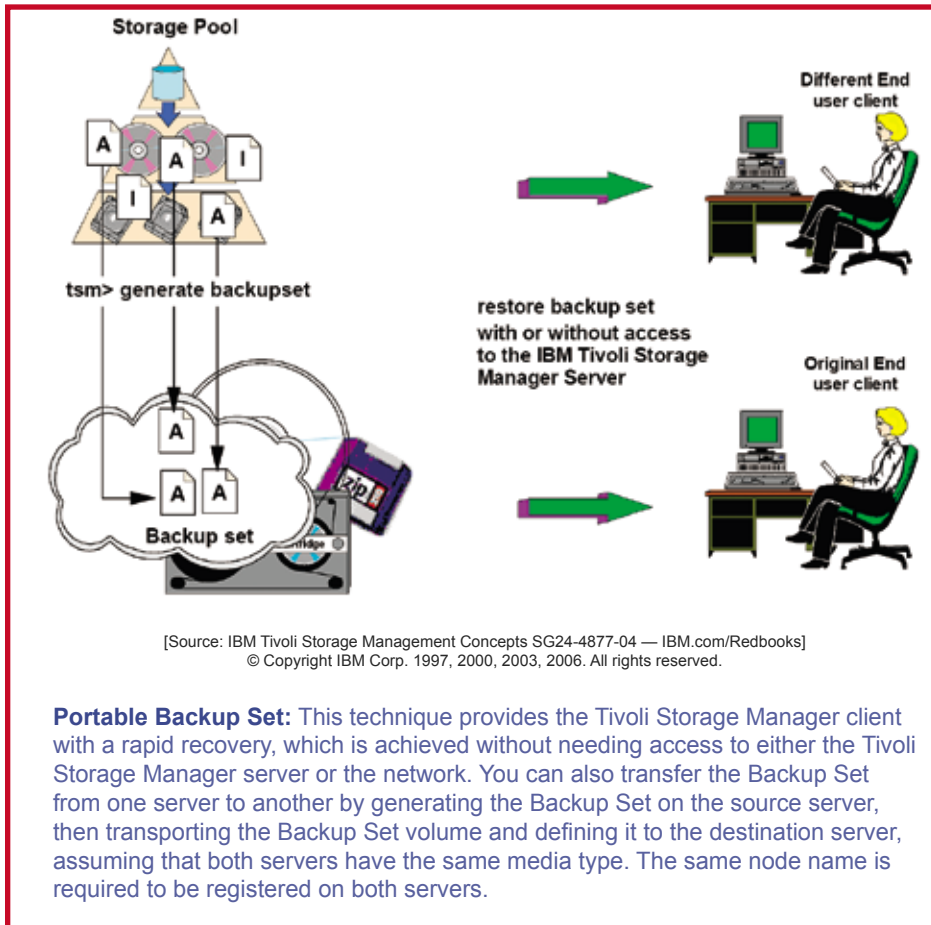 Storage Pool
Different End
user client
A
A
I
I
A
tsm> generate backupset
restore backup set
with or without access
to the IBM Tivoli Storage
Manager Server
Original End
user client
A
A
A
zip
Backup set
[Source: IBM Tivoli Storage Management Concepts SG24-4877-04 — IBM.com/Redbooks]
© Copyright IBM Corp. 1997, 2000, 2003, 2006. All rights reserved.
Portable Backup Set: This technique provides the Tivoli Storage Manager client
with a rapid recovery, which is achieved without needing access to either the Tivoli
Storage Manager server or the network. You can also transfer the Backup Set
from one server to another by generating the Backup Set on the source server,
then transporting the Backup Set volume and defining it to the destination server,
assuming that both servers have the same media type. The same node name is
required to be registered on both servers.